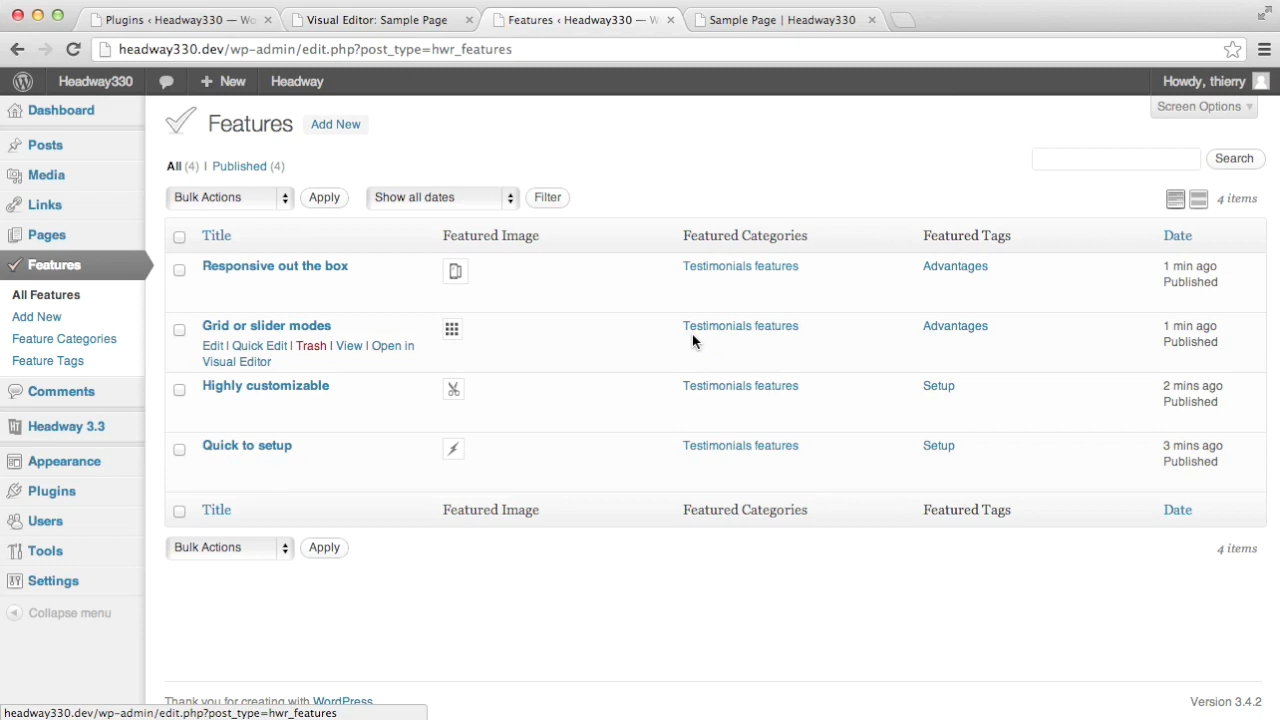 Plugins ‹ Headway330 — Wo
Visual Editor: Sample Page
Features ‹ Headway330 — W
Sample Page | Headway330
headway330.dev/wp-admin/edit.php?post_type=hwr_features
Headway330
+ New
Headway
Howdy, thierry
Dashboard
Posts
Media
Links
Pages
Features
All Features
Add New
Feature Categories
Feature Tags
Comments
Headway 3.3
Appearance
Plugins
Users
Tools
Settings
Collapse menu
Screen Options
Features Add New
All (4) | Published (4)
Search
Bulk Actions Apply Show all dates Filter 4 items
Title Featured Image Featured Categories Featured Tags Date
Responsive out the box Testimonials features Advantages 1 min ago
Published
Grid or slider modes Testimonials features Advantages 1 min ago
Edit | Quick Edit | Trash | View | Open in Published
Visual Editor
Highly customizable Testimonials features Setup 2 mins ago
Published
Quick to setup Testimonials features Setup 3 mins ago
Published
Title Featured Image Featured Categories Featured Tags Date
Bulk Actions Apply 4 items
Thank you for creating with WordPress
Version 3.4.2
headway330.dev/wp-admin/edit.php?post_type=hwr_features